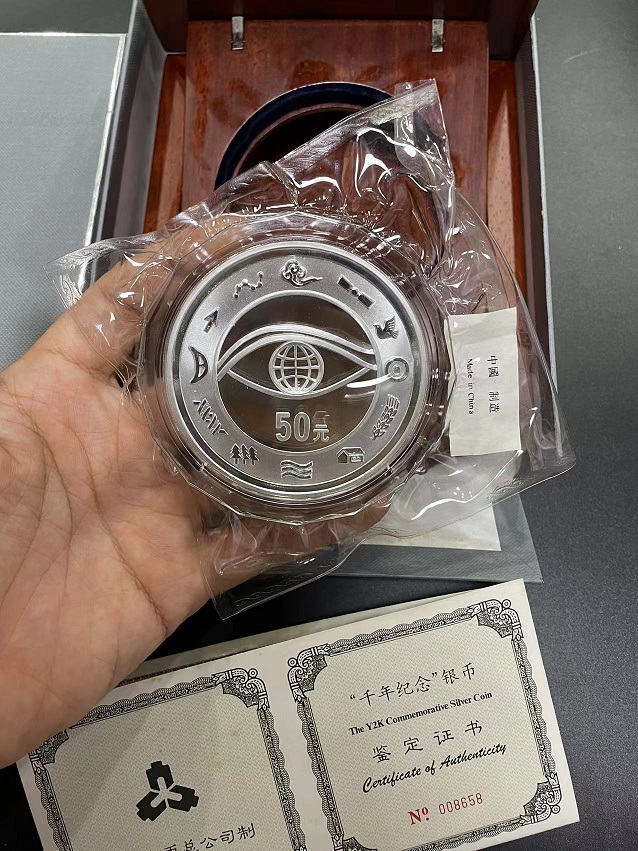 50元
中國 制造
Made in China
“千年纪念”银币
The Y2K Commemorative Silver Coin
鉴定证书
Certificate of Authenticity
Nº 008658
总公司制